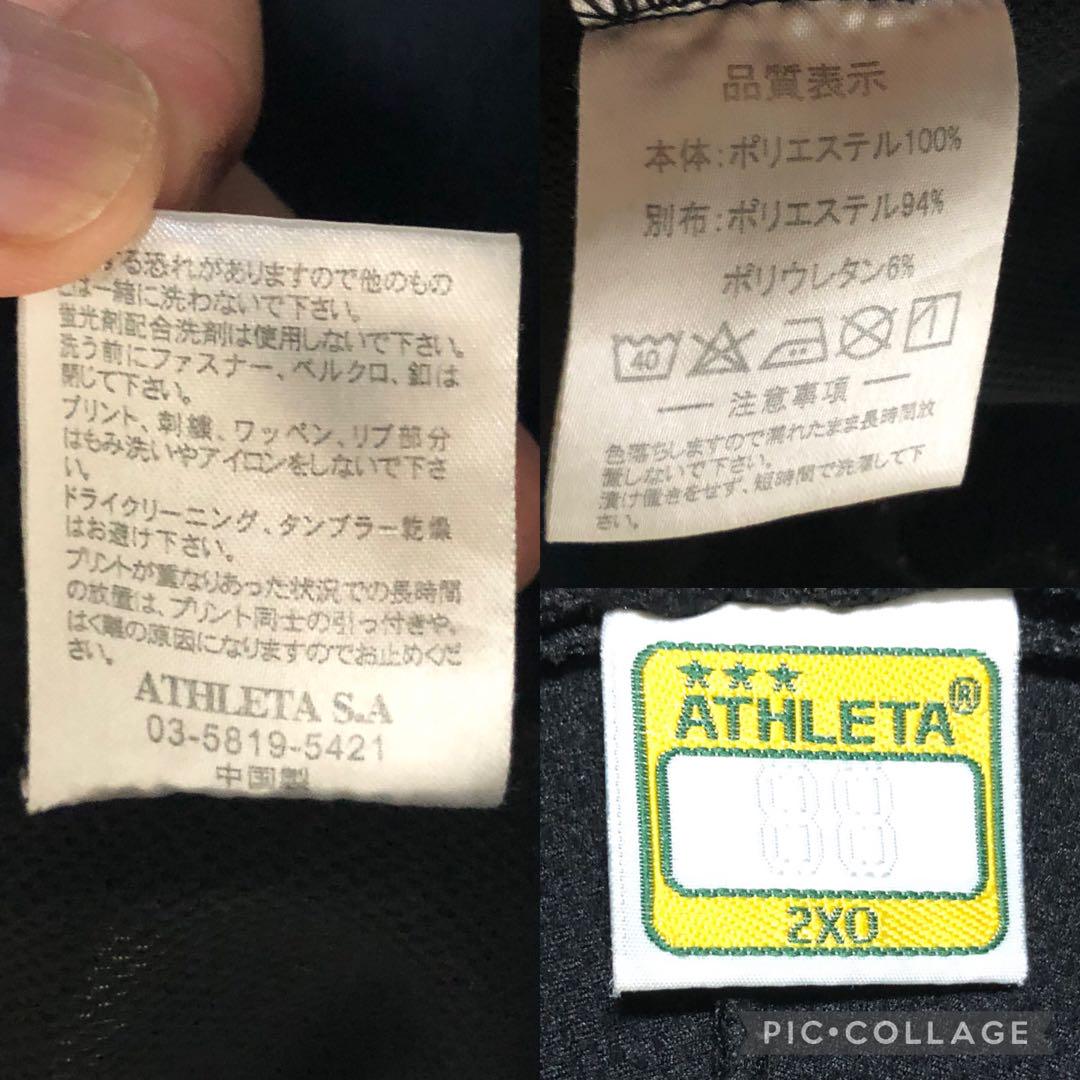 する恐れがありますので他のもの
とは一緒に洗わないで下さい。
蛍光剤配合洗剤は使用しないで下さい。
洗う前にファスナー、ベルクロ、釦は
閉じて下さい。
プリント、刺繍、ワッペン、リブ部分
はもみ洗いやアイロンをしないで下さ
い。
ドライクリーニング、タンブラー乾燥
はお避け下さい。
プリントが重なりあった状況での長時間
の放置は、プリント同士の引っ付きや、
はく離の原因になりますのでお止めくだ
さい。
ATHLETA S.A
03-5819-5421
中国製
品質表示
本体:ポリエステル100%
別布:ポリエステル94%
ポリウレタン6%
40
注意事項
色落ちしますので濡れたまま長時間放
置しないで下さい。
漬け置きをせず、短時間で洗濯して下
さい。
ATHLETA®
88
2XO
PIC•COLLAGE